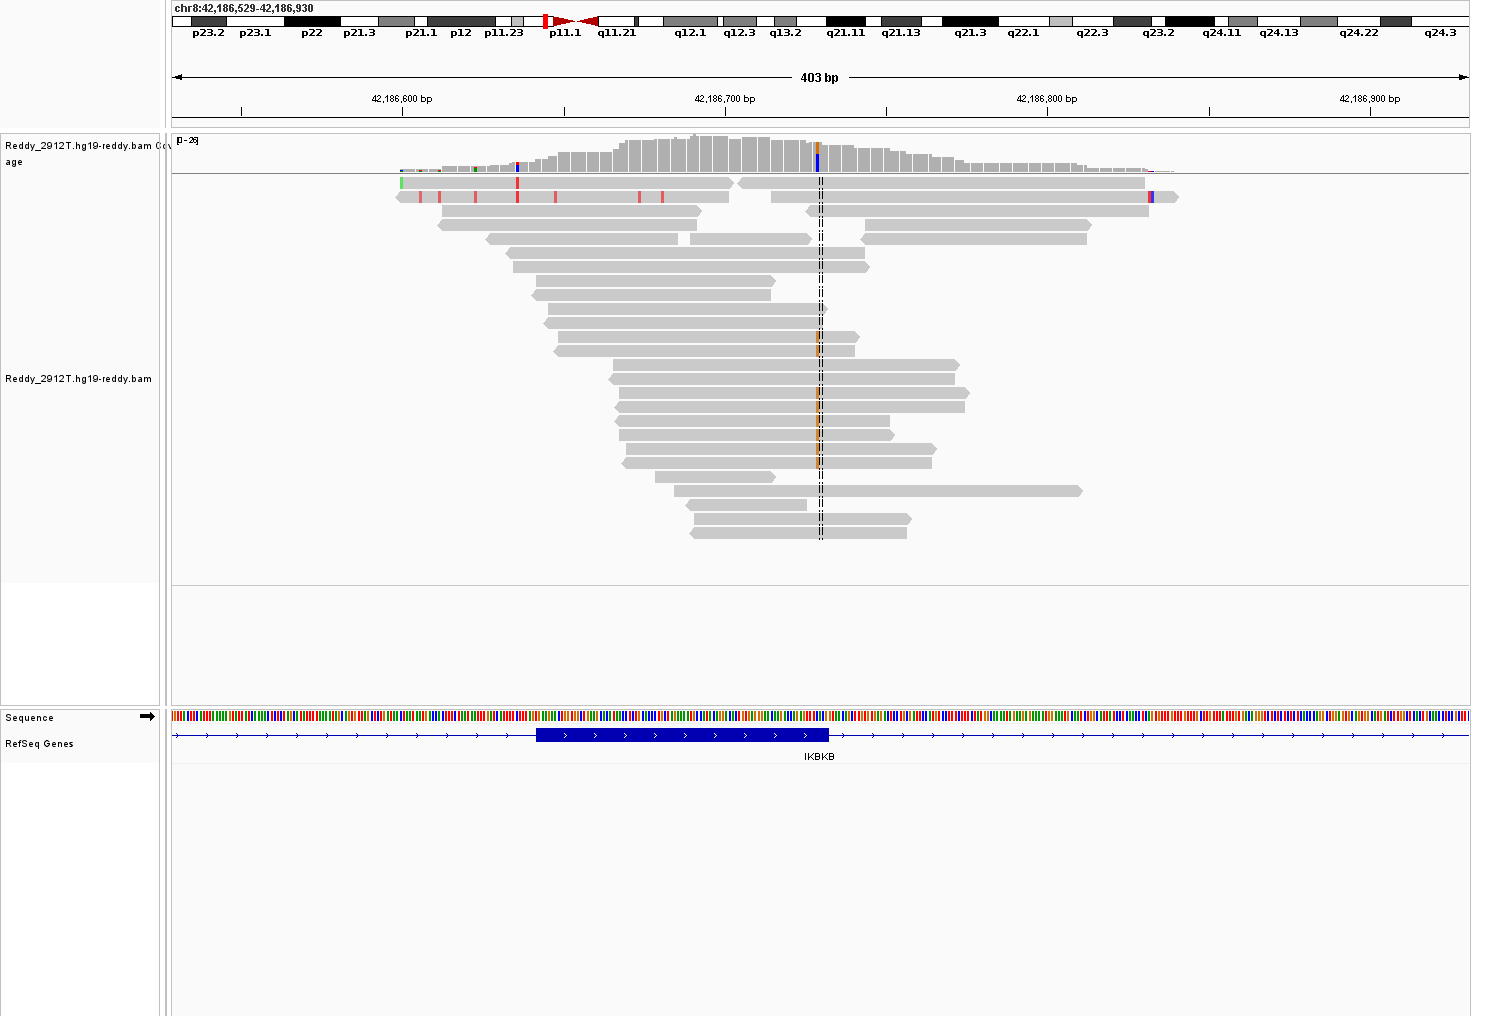 chr8:42,186,529-42,186,930
p23.2 p23.1 p22 p21.3 p21.1 p12 p11.23 p11.1 q11.21 q12.1 q12.3 q13.2 q21.11 q21.13 q21.3 q22.1 q22.3 q23.2 q24.11 q24.13 q24.22 q24.3
403 bp
42,186,600 bp 42,186,700 bp 42,186,800 bp 42,186,900 bp
Reddy_2912T.hg19-reddy.bam Cov
age
[0 - 26]
Reddy_2912T.hg19-reddy.bam
Sequence
RefSeq Genes
IKBKB